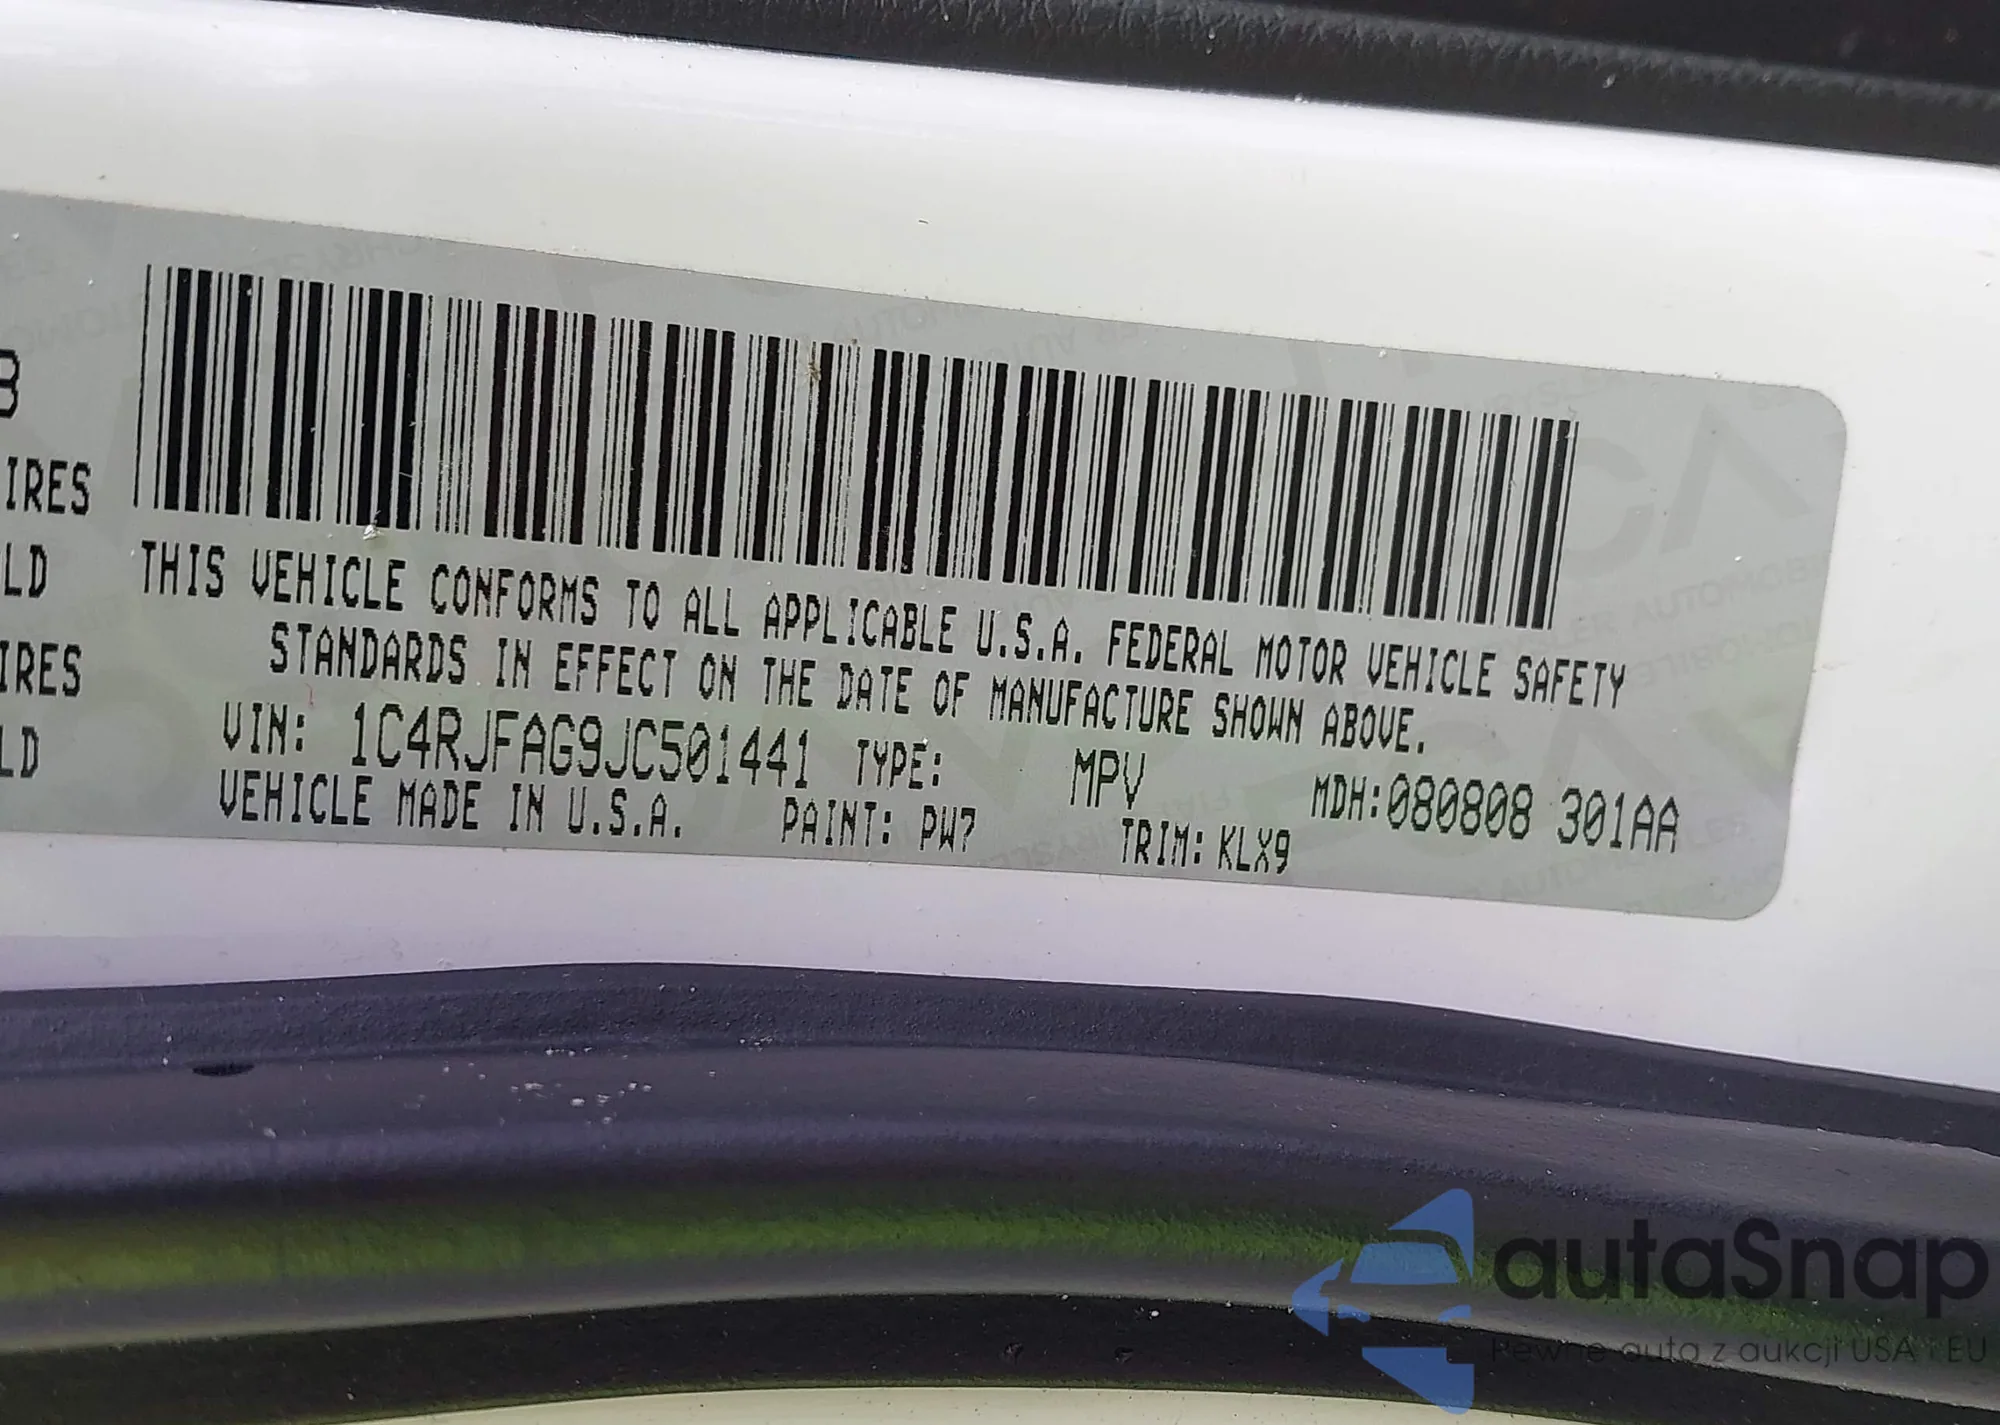 B
IRES
LD
IRES
LD
THIS VEHICLE CONFORMS TO ALL APPLICABLE U.S.A. FEDERAL MOTOR VEHICLE SAFETY
STANDARDS IN EFFECT ON THE DATE OF MANUFACTURE SHOWN ABOVE.
VIN: 1C4RJFAG9JC501441 TYPE: MPV MDH:080808 301AA
VEHICLE MADE IN U.S.A. PAINT: PW7 TRIM: KLX9
autaSnap
Pewne auta z aukcji USA i EU